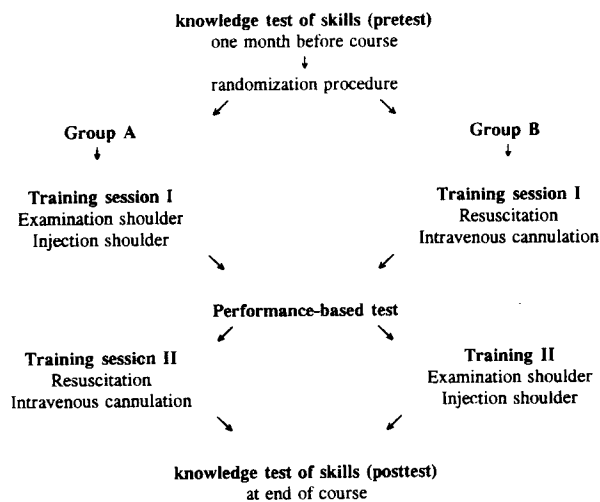 knowledge test of skills (pretest)
one month before course
randomization procedure
Group A
Group B
Training session I
Examination shoulder
Injection shoulder
Training session I
Resuscitation
Intravenous cannulation
Performance-based test
Training session II
Resuscitation
Intravenous cannulation
Training II
Examination shoulder
Injection shoulder
knowledge test of skills (posttest)
at end of course